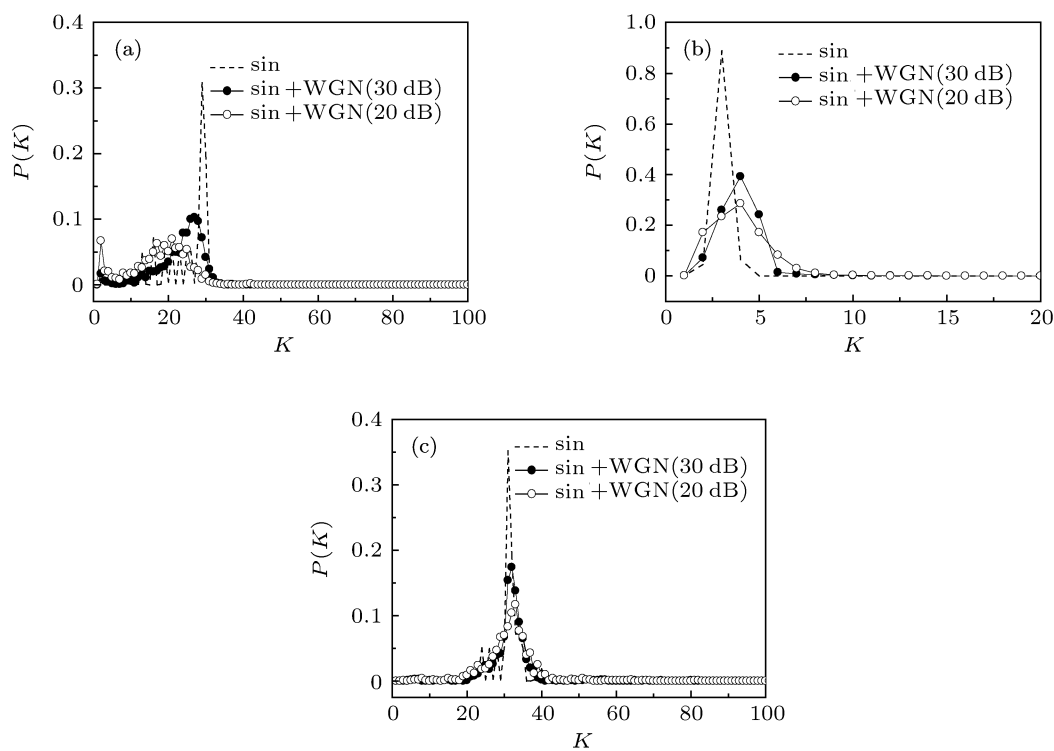 (a)
sin
sin+WGN(30 dB)
sin+WGN(20 dB)
0.4
0.3
0.2
0.1
0
P(K)
0 20 40 60 80 100
K
(b)
sin
sin+WGN(30 dB)
sin+WGN(20 dB)
1.0
0.8
0.6
0.4
0.2
0
P(K)
0 5 10 15 20
K
(c)
sin
sin+WGN(30 dB)
sin+WGN(20 dB)
0.4
0.3
0.2
0.1
0
P(K)
0 20 40 60 80 100
K